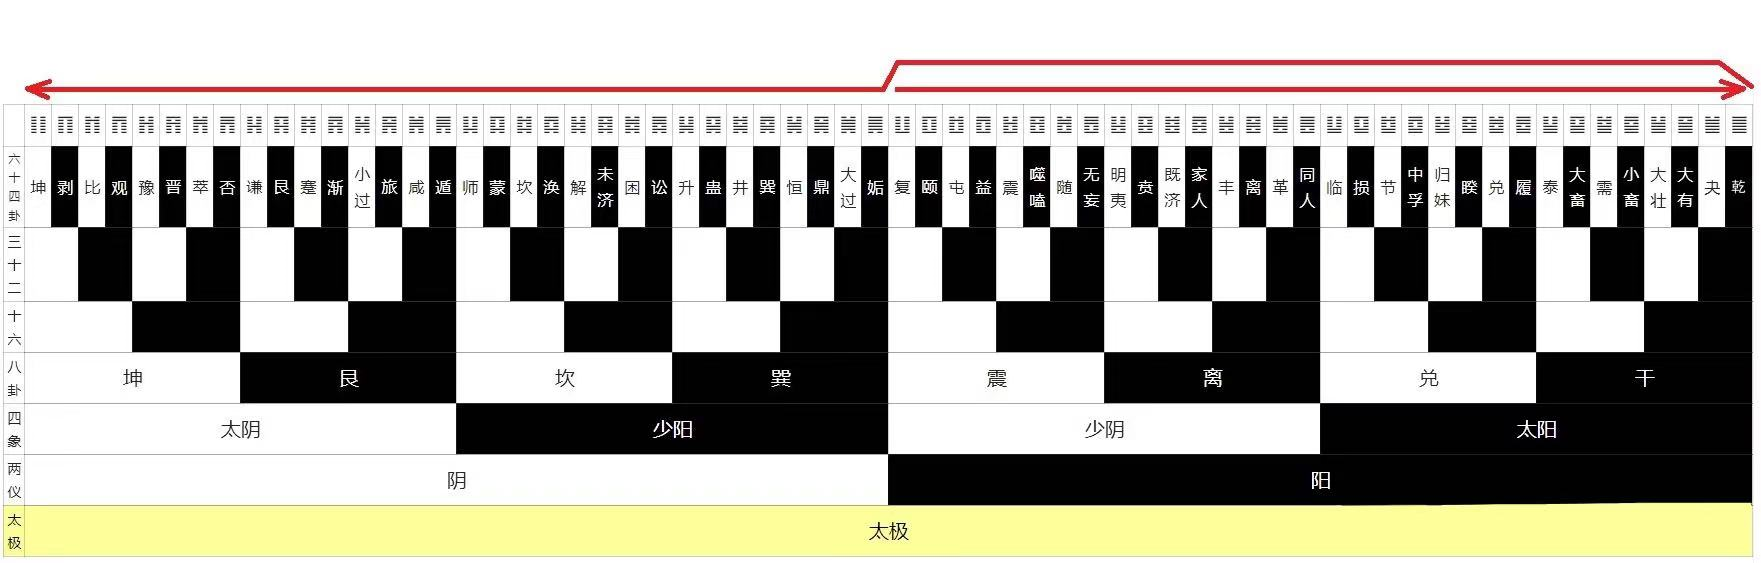 六十四卦 坤 剥 比 观 豫 晋 萃 否 谦 艮 蹇 渐 小过 旅 咸 遁 师 蒙 坎 涣 解 未济 困 讼 升 蛊 井 巽 恒 鼎 大过 姤 复 颐 屯 益 震 噬嗑 随 无妄 明夷 贲 既济 家人 丰 离 革 同人 临 损 节 中孚 归妹 睽 兑 履 泰 大畜 需 小畜 大壮 大有 夬 乾
三十二
十六
八卦 坤 艮 坎 巽 震 离 兑 干
四象 太阴 少阳 少阴 太阳
两仪 阴 阳
太极 太极